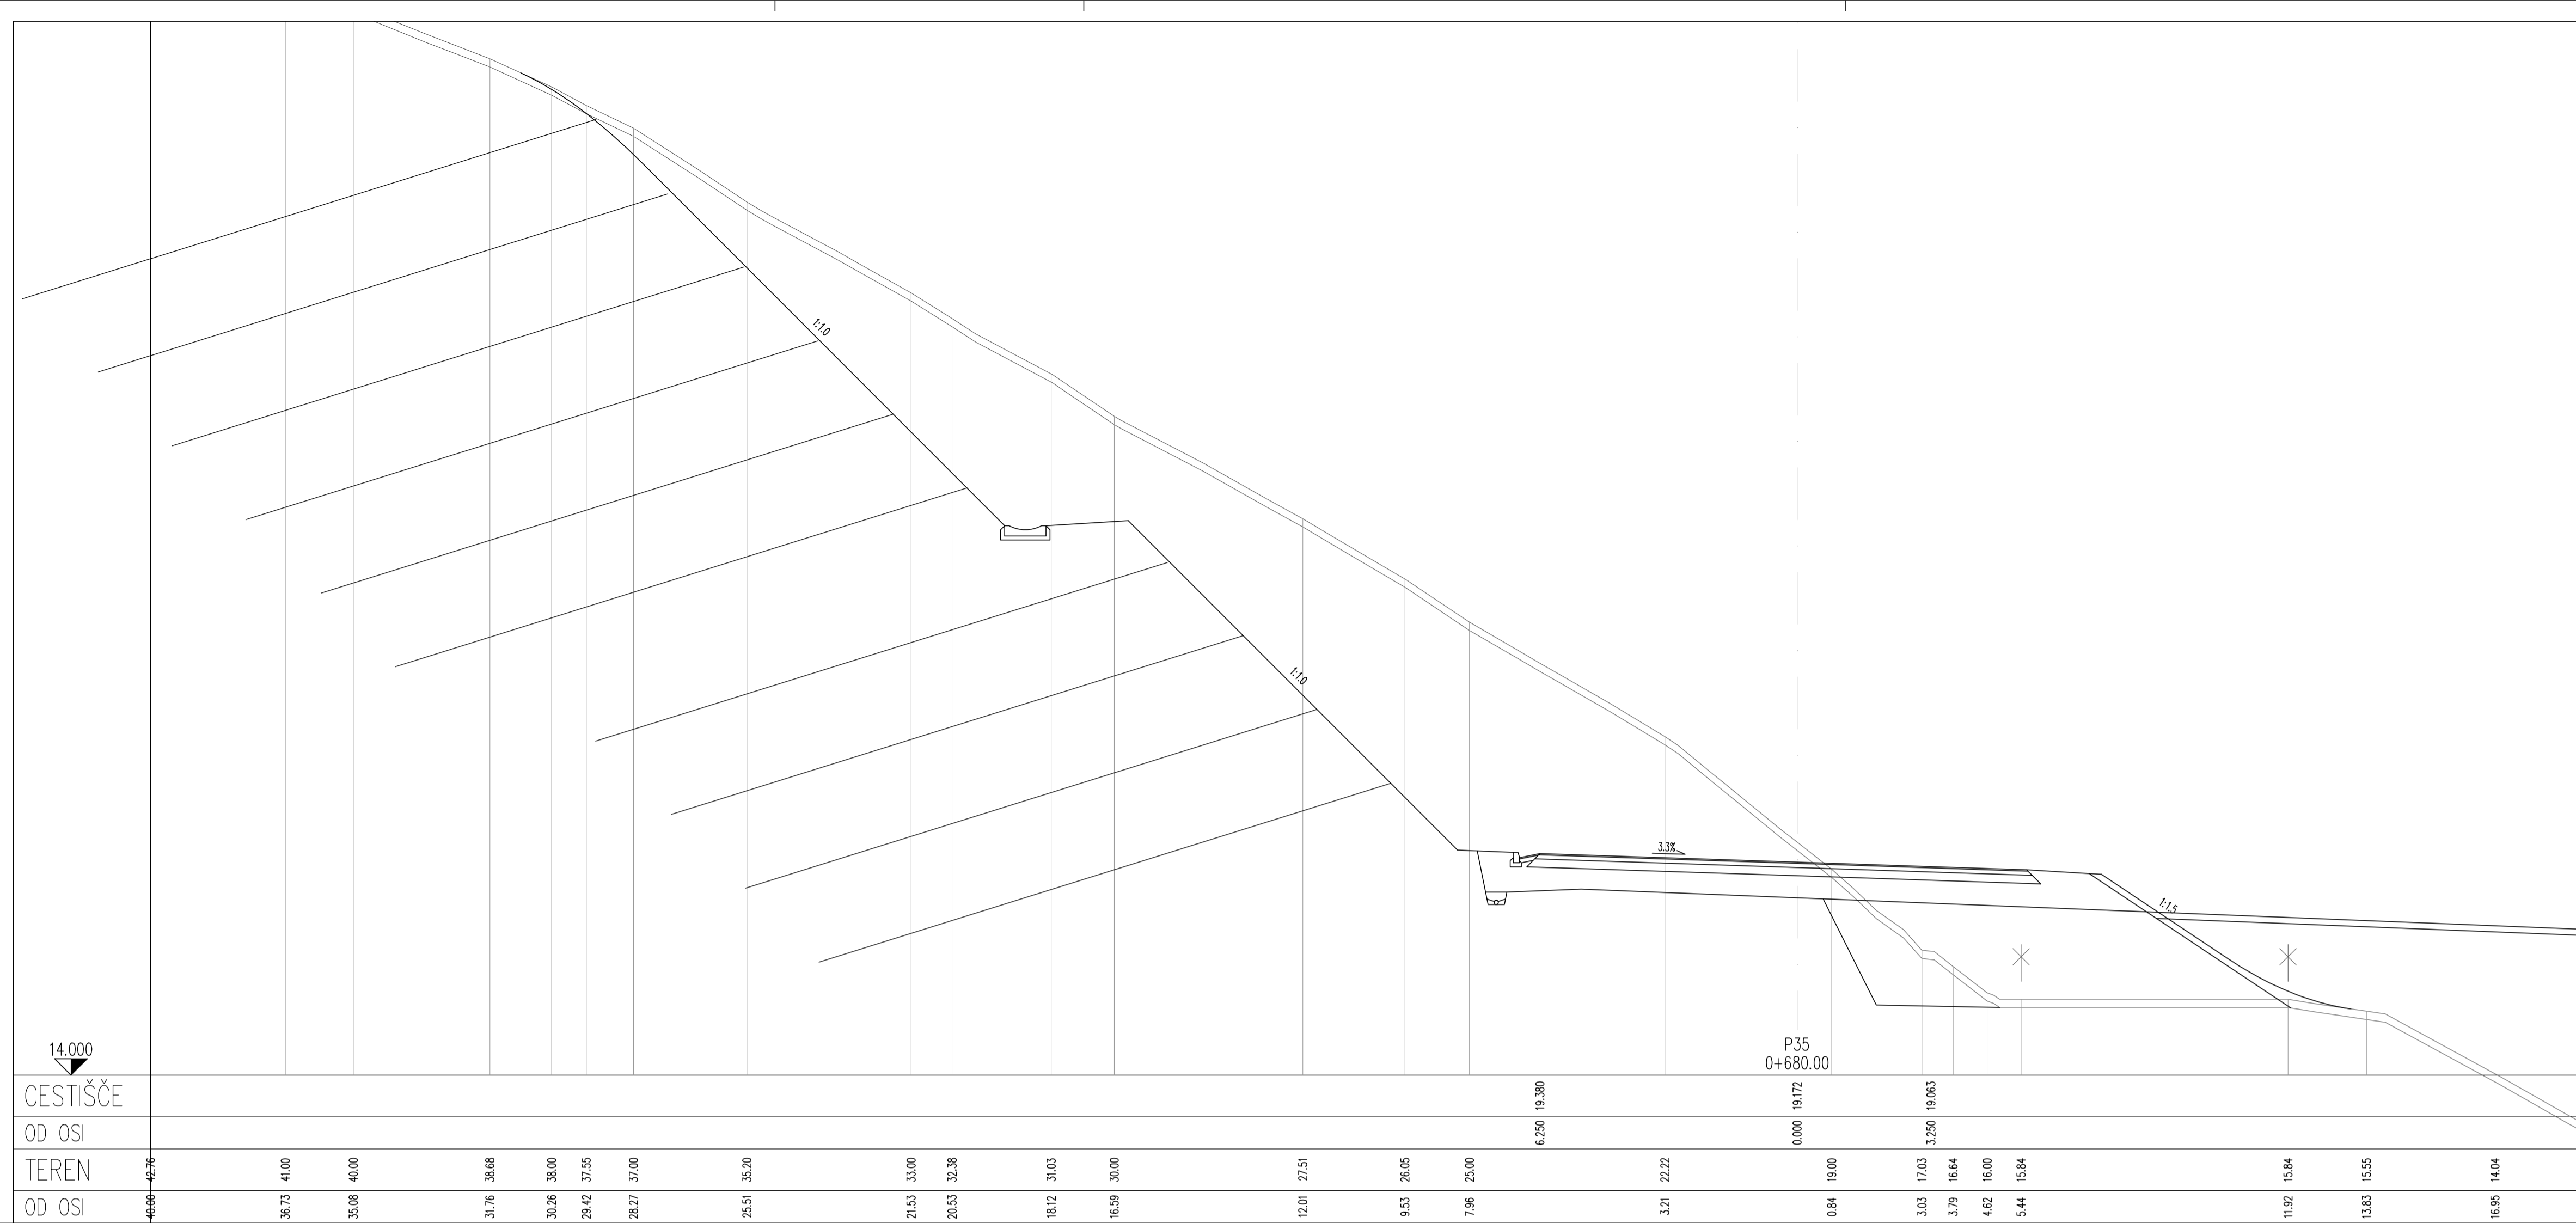 1:1.0
1:1.0
3.3%
1:1.5
14.000
P35
0+680.00
CESTIŠČE 19.380 19.172 19.063
OD OSI 6.250 0.000 3.250
TEREN 42.76 41.00 40.00 38.68 38.00 37.55 37.00 35.20 33.00 32.38 31.03 30.00 27.51 26.05 25.00 22.22 19.00 17.03 16.64 16.00 15.84 15.84 15.55 14.04
OD OSI 40.00 36.73 35.08 31.76 30.26 29.42 28.27 25.51 21.53 20.53 18.12 16.59 12.01 9.53 7.96 3.21 0.84 3.03 3.79 4.62 5.44 11.92 13.83 16.95